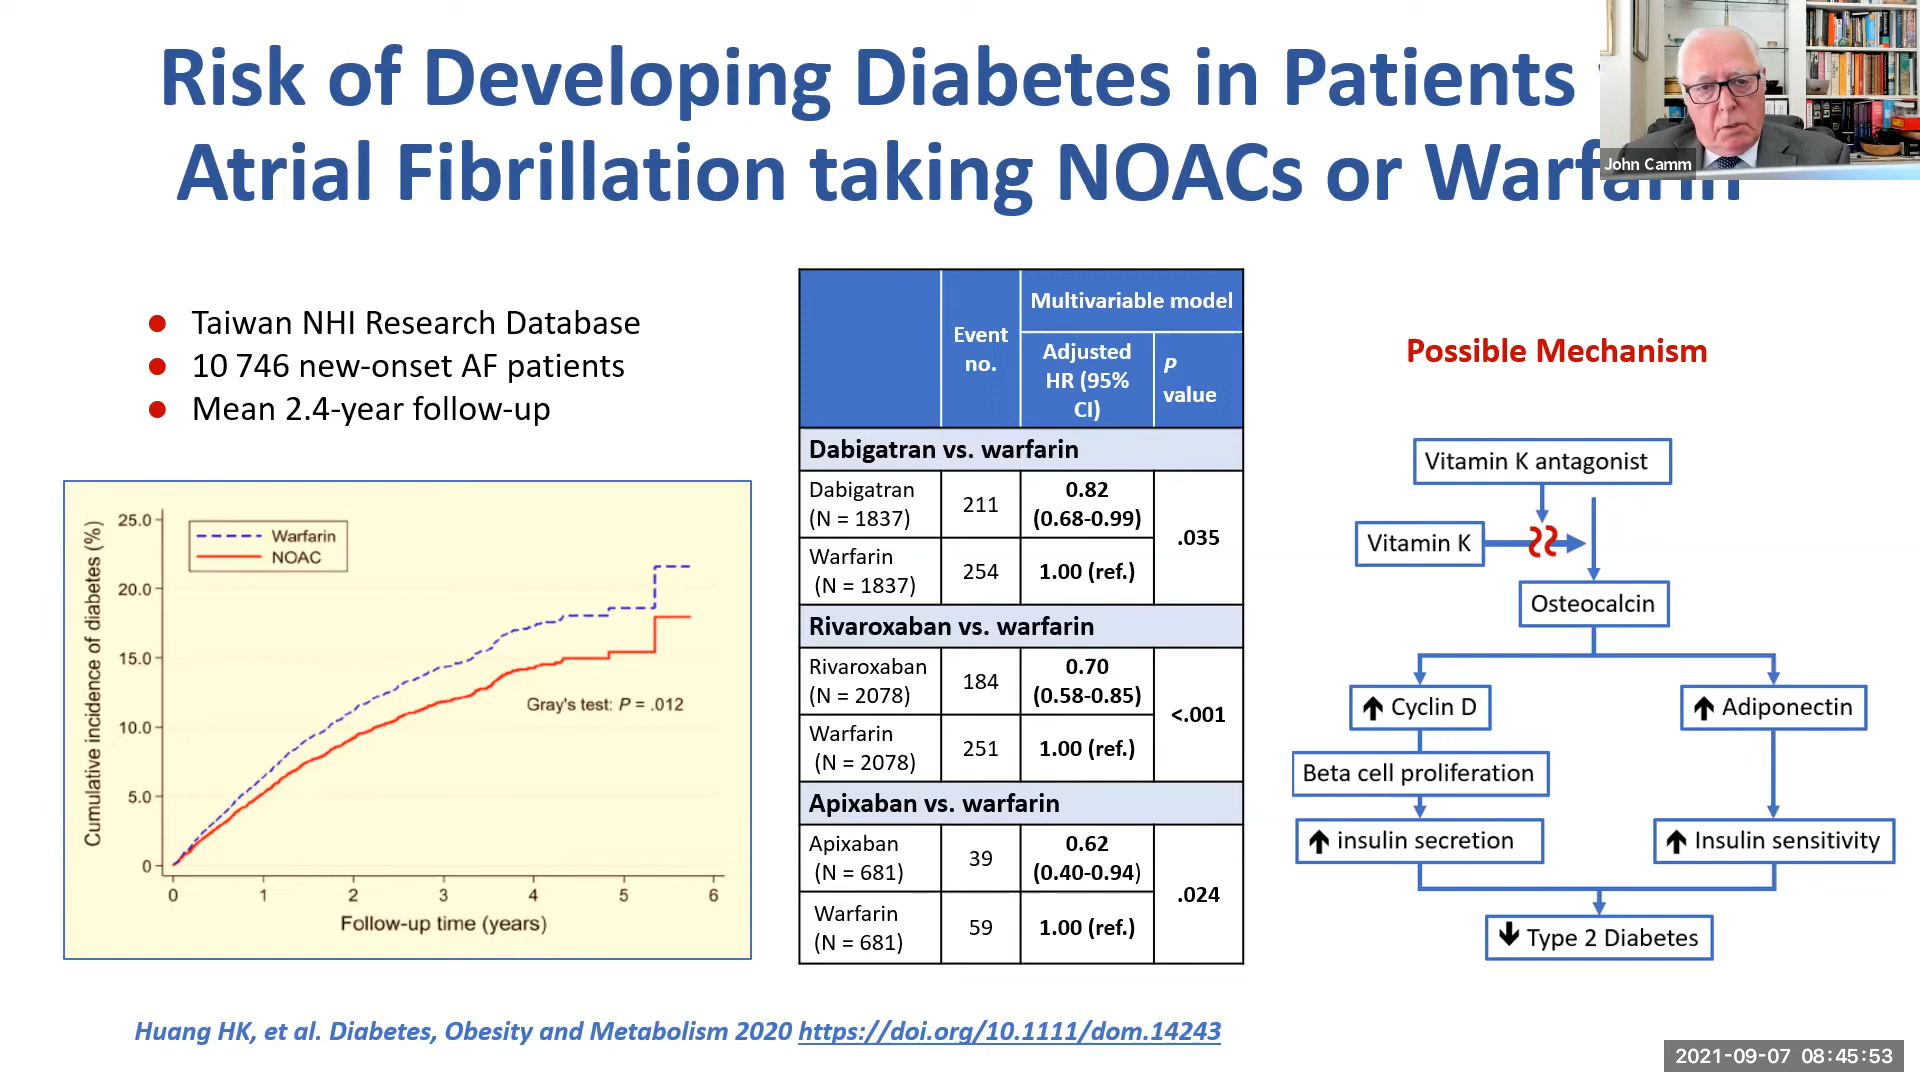 Risk of Developing Diabetes in Patients
Atrial Fibrillation taking NOACs or Warfarin
John Camm
Taiwan NHI Research Database
10 746 new-onset AF patients
Mean 2.4-year follow-up
Cumulative incidence of diabetes (%)
25.0
20.0
15.0
10.0
5.0
0
Warfarin
NOAC
Gray's test: P = .012
0 1 2 3 4 5 6
Follow-up time (years)
Event no.
Multivariable model
Adjusted HR (95% CI)
P value
Dabigatran vs. warfarin
Dabigatran (N = 1837) 211 0.82 (0.68-0.99) .035
Warfarin (N = 1837) 254 1.00 (ref.)
Rivaroxaban vs. warfarin
Rivaroxaban (N = 2078) 184 0.70 (0.58-0.85) <.001
Warfarin (N = 2078) 251 1.00 (ref.)
Apixaban vs. warfarin
Apixaban (N = 681) 39 0.62 (0.40-0.94) .024
Warfarin (N = 681) 59 1.00 (ref.)
Possible Mechanism
Vitamin K antagonist
Vitamin K
Osteocalcin
Cyclin D
Adiponectin
Beta cell proliferation
insulin secretion
Insulin sensitivity
Type 2 Diabetes
Huang HK, et al. Diabetes, Obesity and Metabolism 2020 https://doi.org/10.1111/dom.14243
2021-09-07 08:45:53